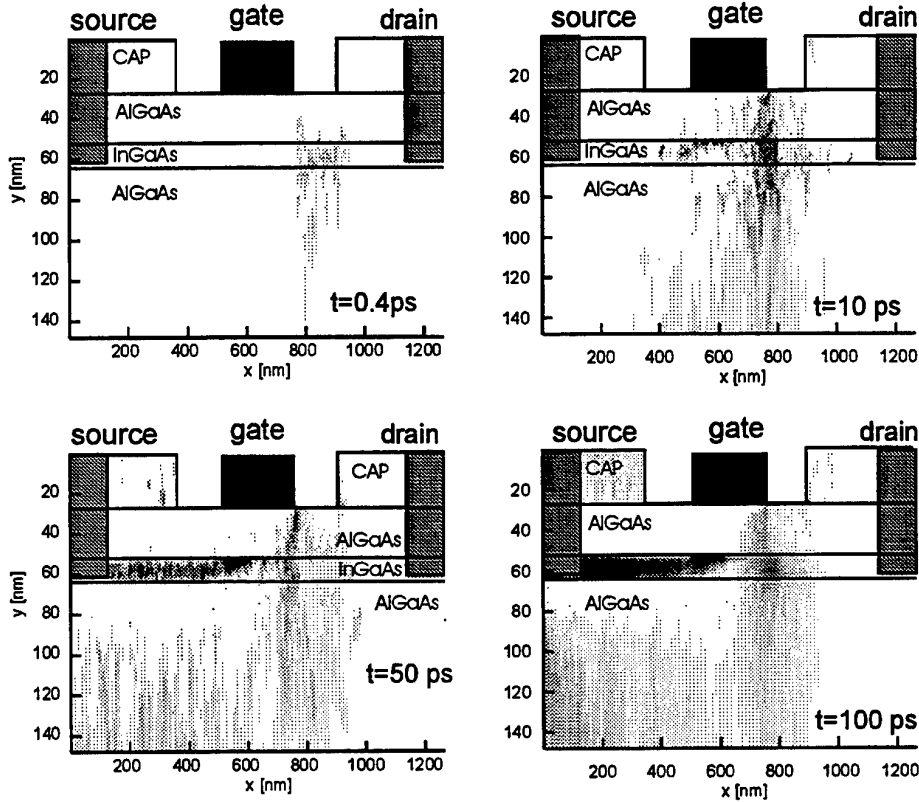 source gate drain
CAP
20
AlGaAs
40
InGaAs
60
AlGaAs
80
100
120
140
y [nm]
t=0.4ps
200 400 600 800 1000 1200
x [nm]
source gate drain
CAP
20
AlGaAs
40
InGaAs
60
AlGaAs
80
100
120
140
t=10 ps
200 400 600 800 1000 1200
x [nm]
source gate drain
CAP
20
40
AlGaAs
InGaAs
60
AlGaAs
80
100
120
140
y [nm]
t=50 ps
200 400 600 800 1000 1200
x [nm]
source gate drain
CAP
20
AlGaAs
40
60
AlGaAs
80
100
120
140
t=100 ps
200 400 600 800 1000 1200
x [nm]